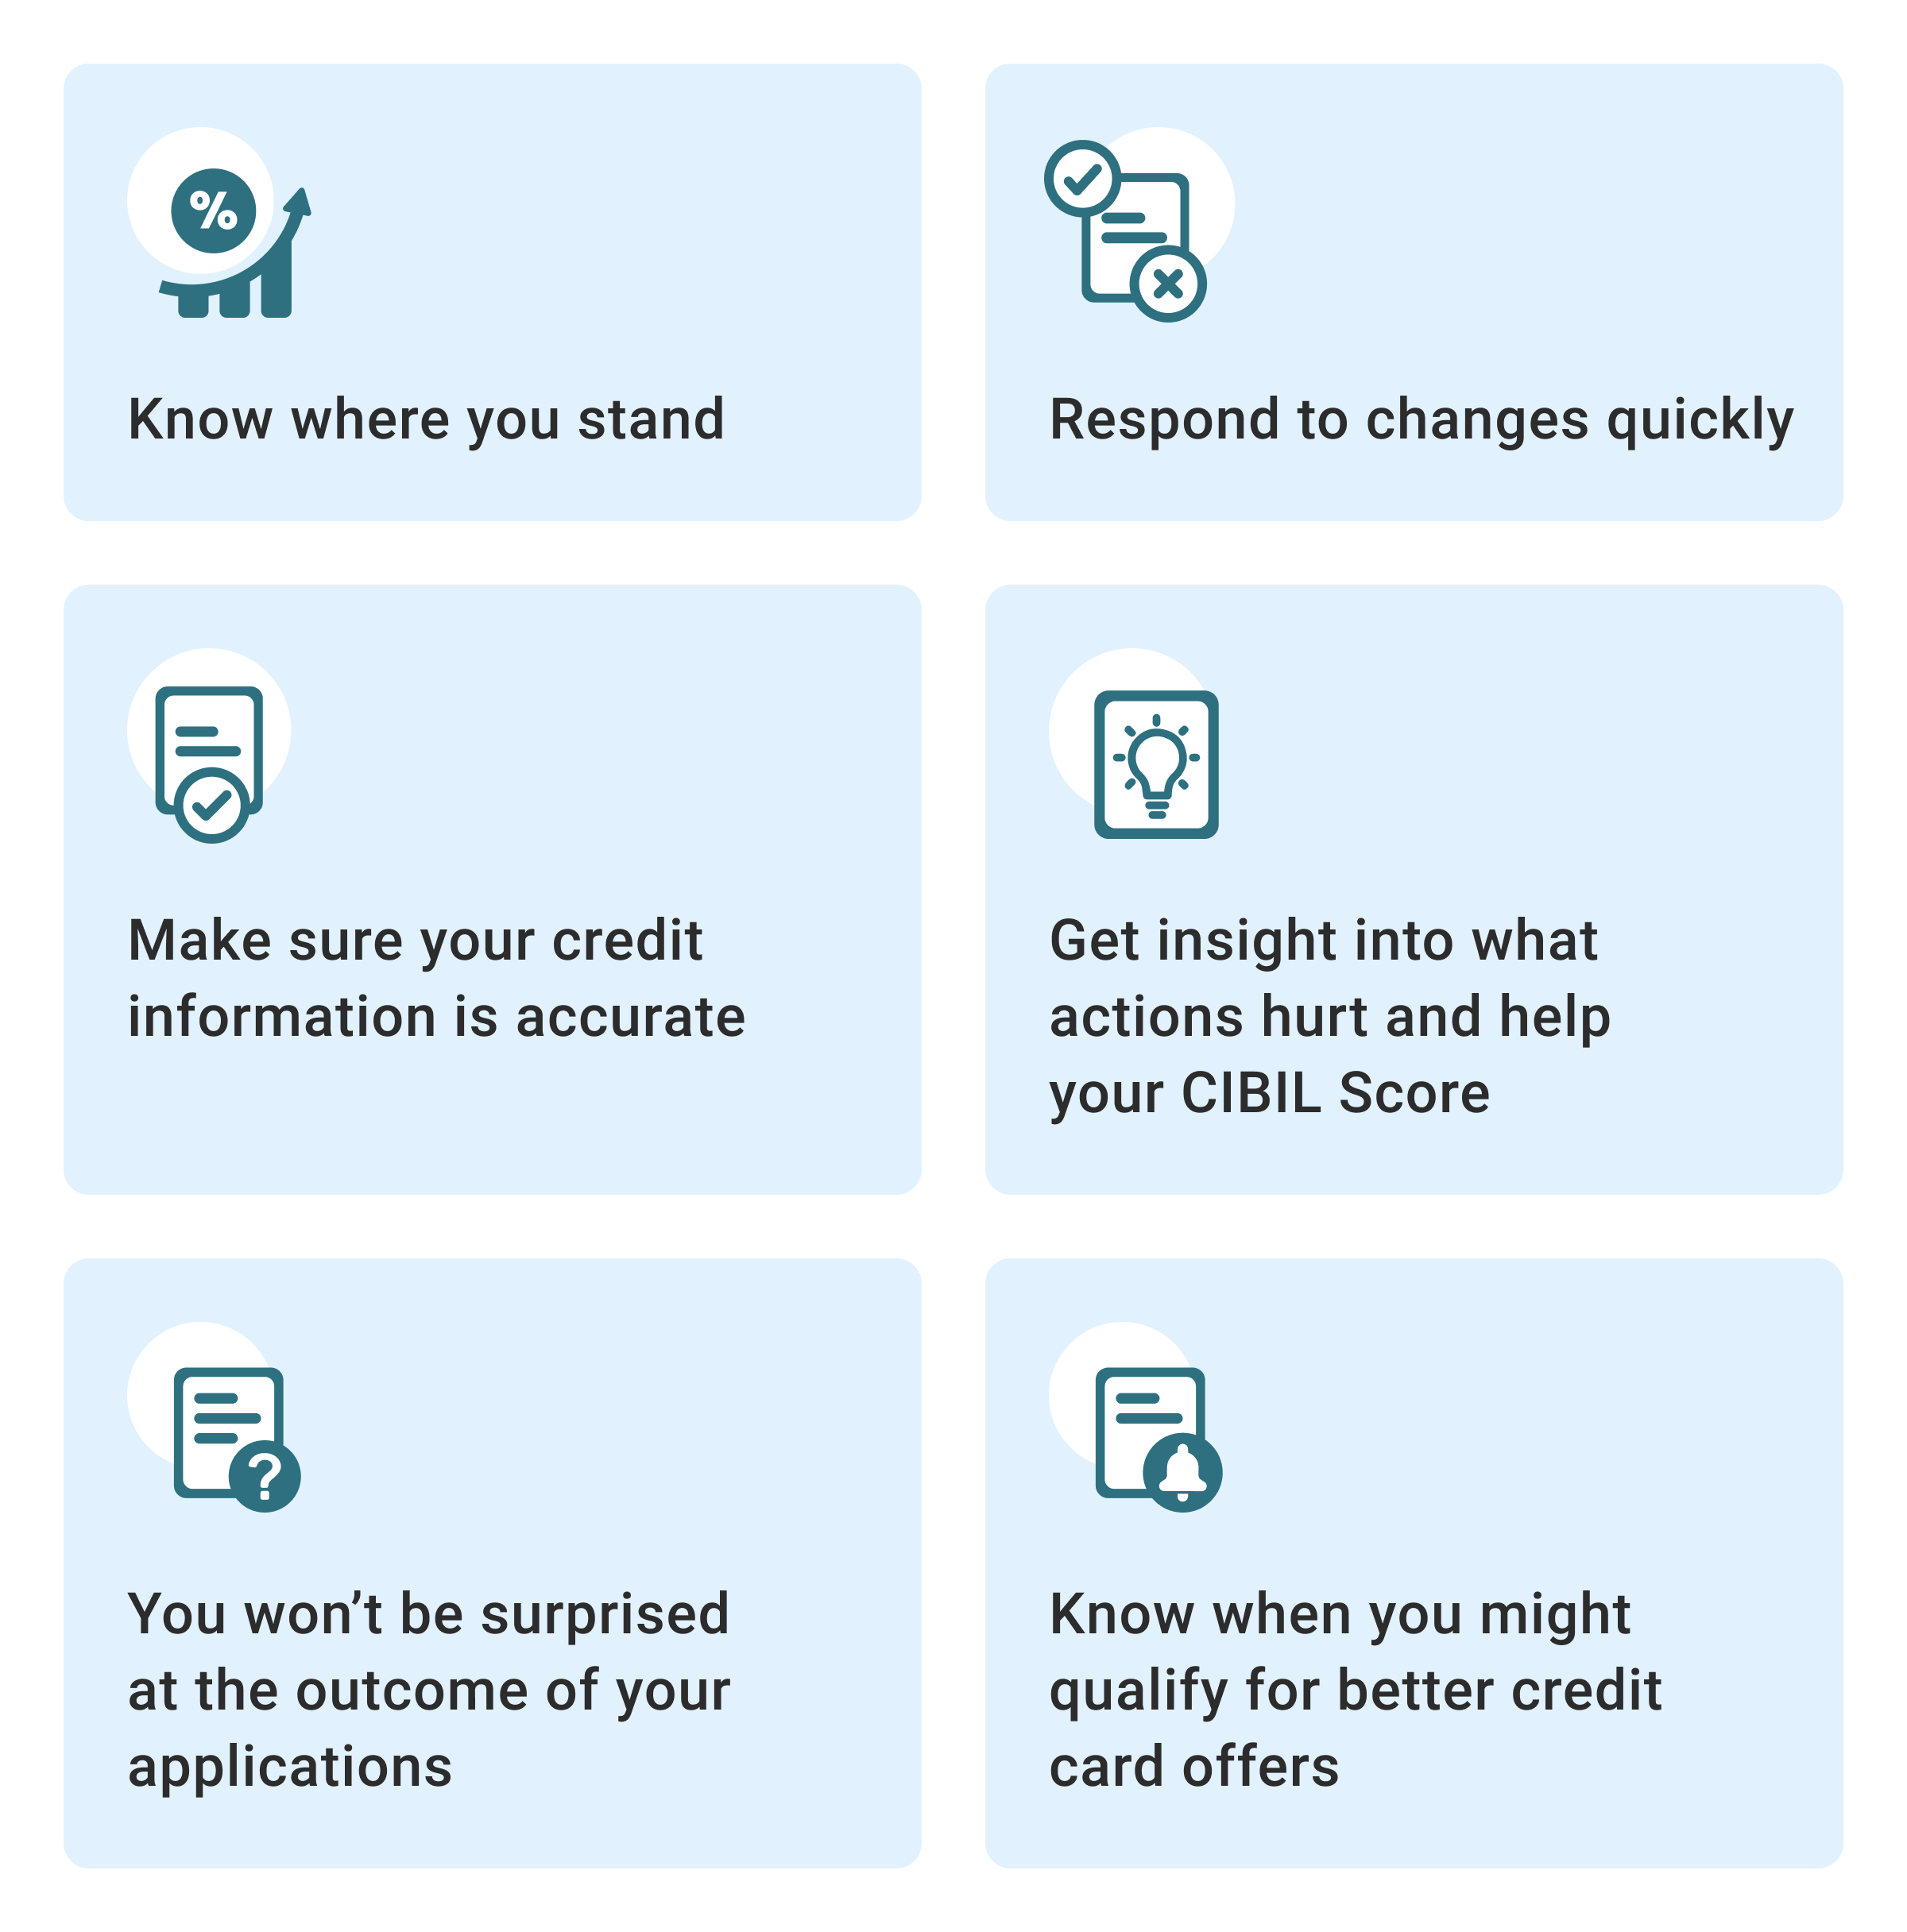 %
Know where you stand
Respond to changes quickly
Make sure your credit
information is accurate
Get insight into what
actions hurt and help
your CIBIL Score
?
You won’t be surprised
at the outcome of your
applications
Know when you might
qualify for better credit
card offers